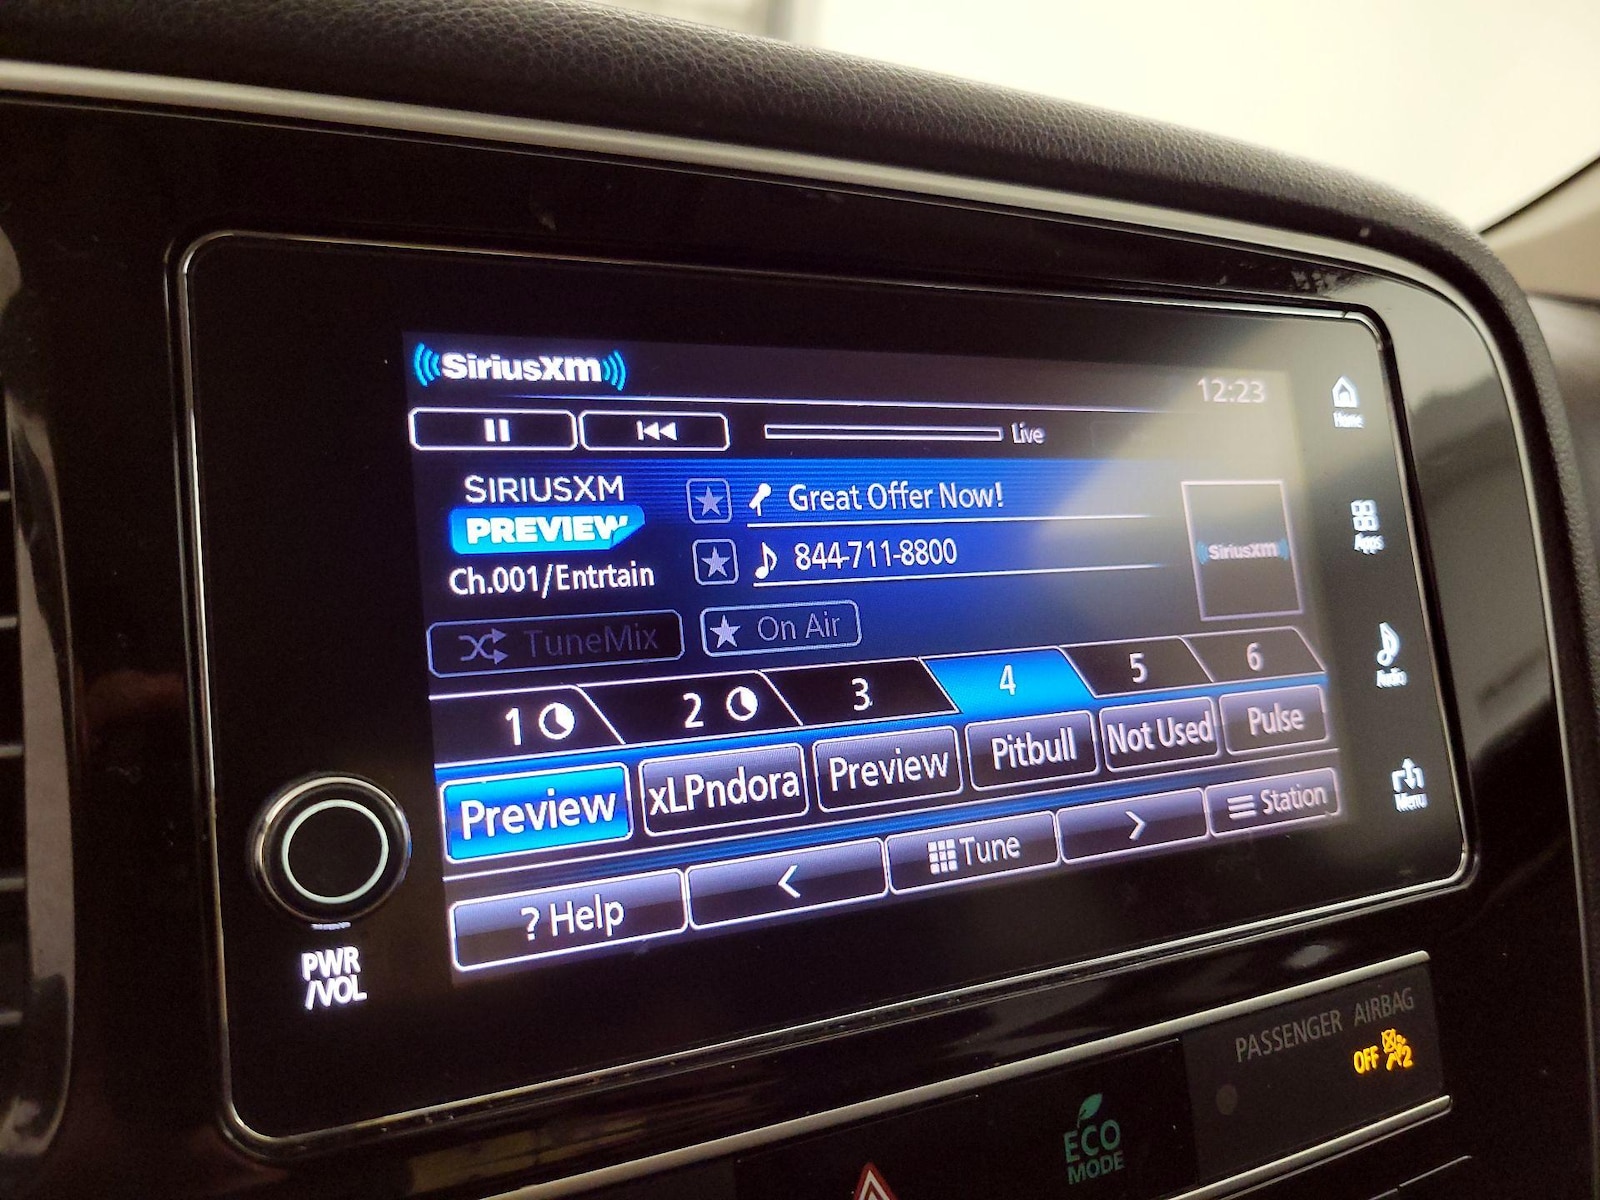 SiriusXm
12:23
Live
SIRIUSXM
PREVIEW
Ch.001/Entrtain
Great Offer Now!
844-711-8800
SiriusXm
TuneMix
On Air
1 2 3 4 5 6
Preview xLPndora Preview Pitbull Not Used Pulse
? Help < Tune > Station
Home
Apps
Audio
Menu
PWR
/VOL
PASSENGER AIRBAG
OFF 2
ECO
MODE